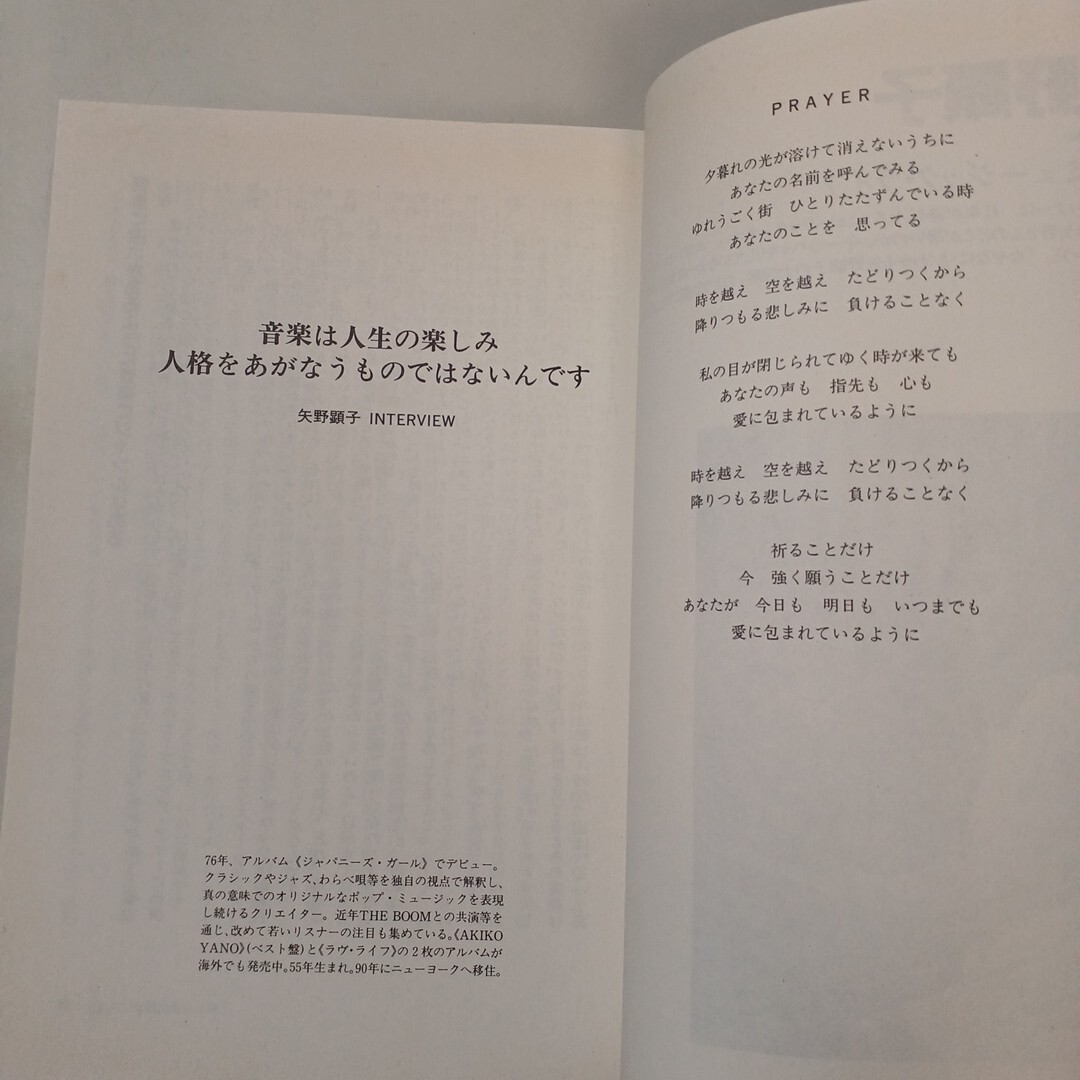 音楽は人生の楽しみ
人格をあがなうものではないんです
矢野顕子 INTERVIEW
76年、アルバム《ジャパニーズ・ガール》でデビュー。
クラシックやジャズ、わらべ唄等を独自の視点で解釈し、
真の意味でのオリジナルなポップ・ミュージックを表現
し続けるクリエイター。近年THE BOOMとの共演等を
通じ、改めて若いリスナーの注目も集めている。《AKIKO
YANO》(ベスト盤)と《ラヴ・ライフ》の2枚のアルバムが
海外でも発売中。55年生まれ。90年にニューヨークへ移住。
PRAYER
夕暮れの光が溶けて消えないうちに
あなたの名前を呼んでみる
ゆれうごく街　ひとりたたずんでいる時
あなたのことを　思ってる
時を越え　空を越え　たどりつくから
降りつもる悲しみに　負けることなく
私の目が閉じられてゆく時が来ても
あなたの声も　指先も　心も
愛に包まれているように
時を越え　空を越え　たどりつくから
降りつもる悲しみに　負けることなく
祈ることだけ
今　強く願うことだけ
あなたが　今日も　明日も　いつまでも
愛に包まれているように